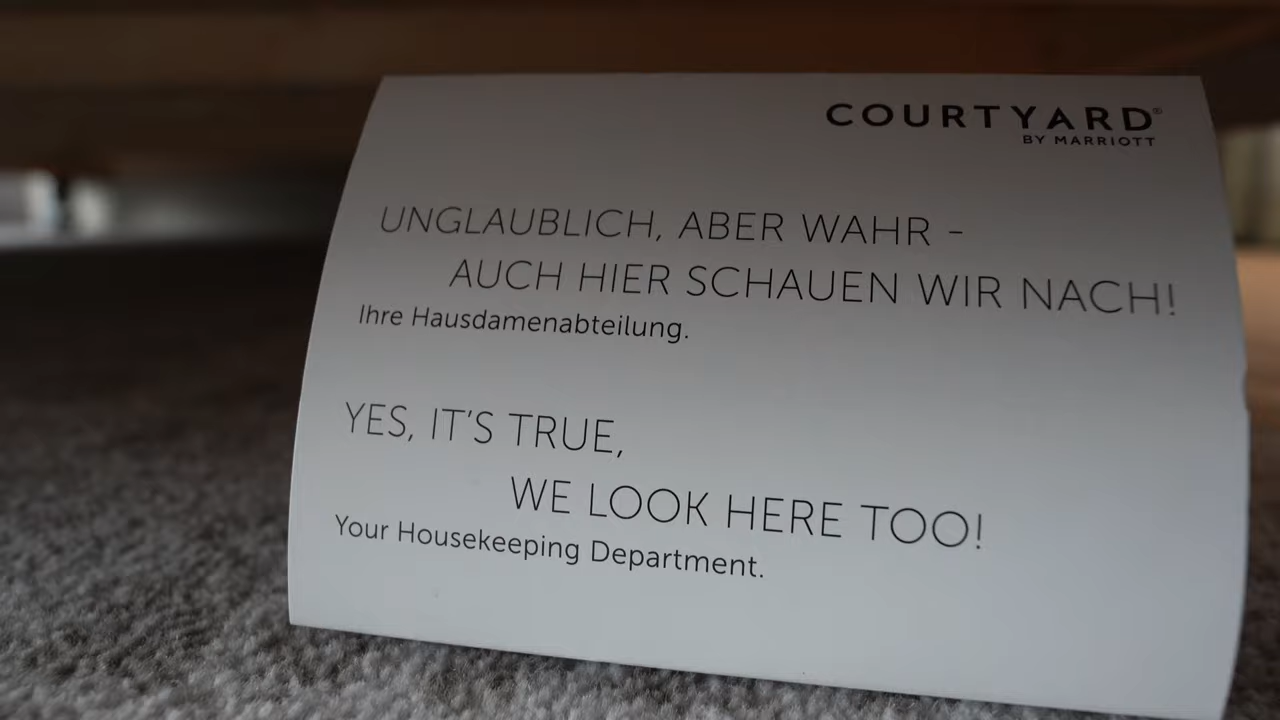 COURTYARD®
BY MARRIOTT
UNGLAUBLICH, ABER WAHR –
AUCH HIER SCHAUEN WIR NACH!
Ihre Hausdamenabteilung.
YES, IT'S TRUE,
WE LOOK HERE TOO!
Your Housekeeping Department.